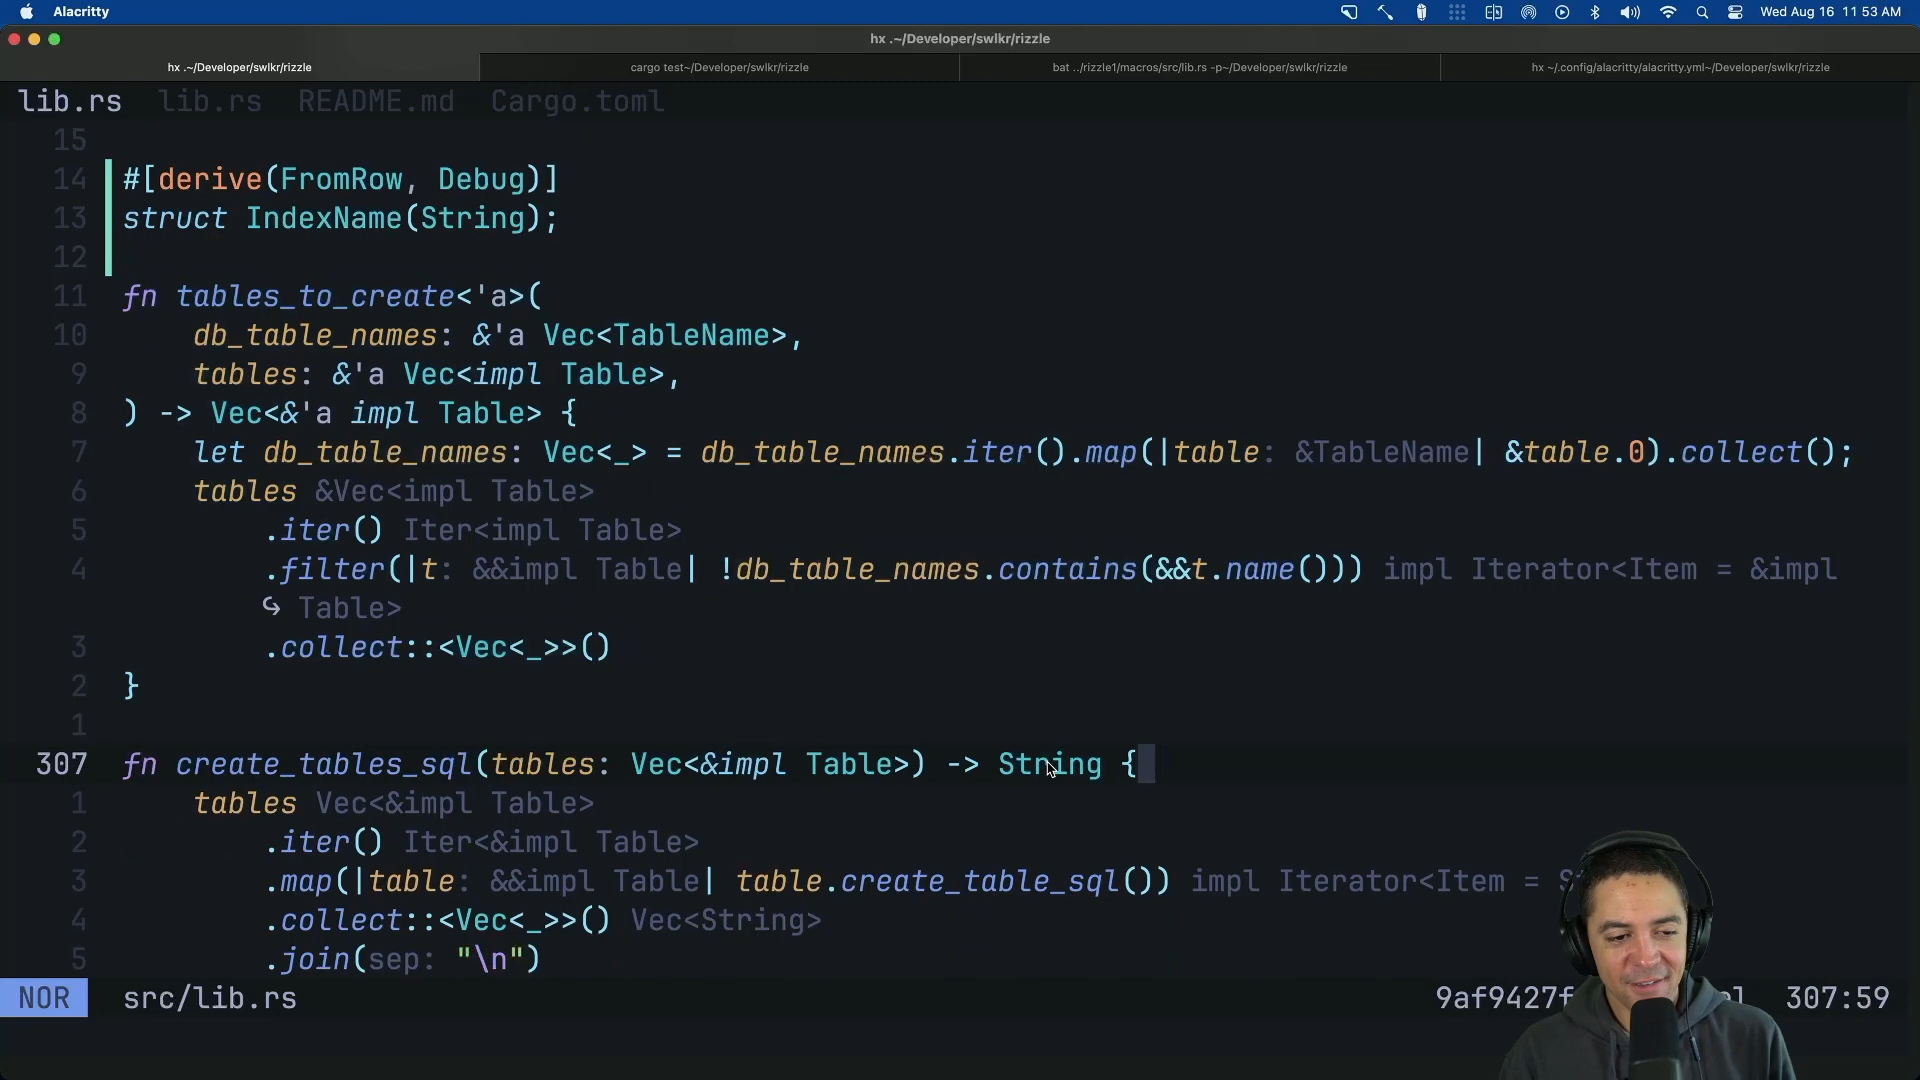 Alacritty
Wed Aug 16 11 53 AM
hx .~/Developer/swlkr/rizzle
hx .~/Developer/swlkr/rizzle
cargo test~/Developer/swlkr/rizzle
bat ../rizzle1/macros/src/lib.rs -p~/Developer/swlkr/rizzle
hx ~/.config/alacritty/alacritty.yml~/Developer/swlkr/rizzle
lib.rs lib.rs README.md Cargo.toml
15
14 #[derive(FromRow, Debug)]
13 struct IndexName(String);
12
11 fn tables_to_create<'a>(
10 db_table_names: &'a Vec<TableName>,
9 tables: &'a Vec<impl Table>,
8 ) -> Vec<&'a impl Table> {
7 let db_table_names: Vec<_> = db_table_names.iter().map(|table: &TableName| &table.0).collect();
6 tables &Vec<impl Table>
5 .iter() Iter<impl Table>
4 .filter(|t: &&impl Table| !db_table_names.contains(&&t.name())) impl Iterator<Item = &impl
↪ Table>
3 .collect::<Vec<_>>()
2 }
1
307 fn create_tables_sql(tables: Vec<&impl Table>) -> String {
1 tables Vec<&impl Table>
2 .iter() Iter<&impl Table>
3 .map(|table: &&impl Table| table.create_table_sql()) impl Iterator<Item =
4 .collect::<Vec<_>>() Vec<String>
5 .join(sep: "\n")
NOR src/lib.rs 9af9427f 307:59